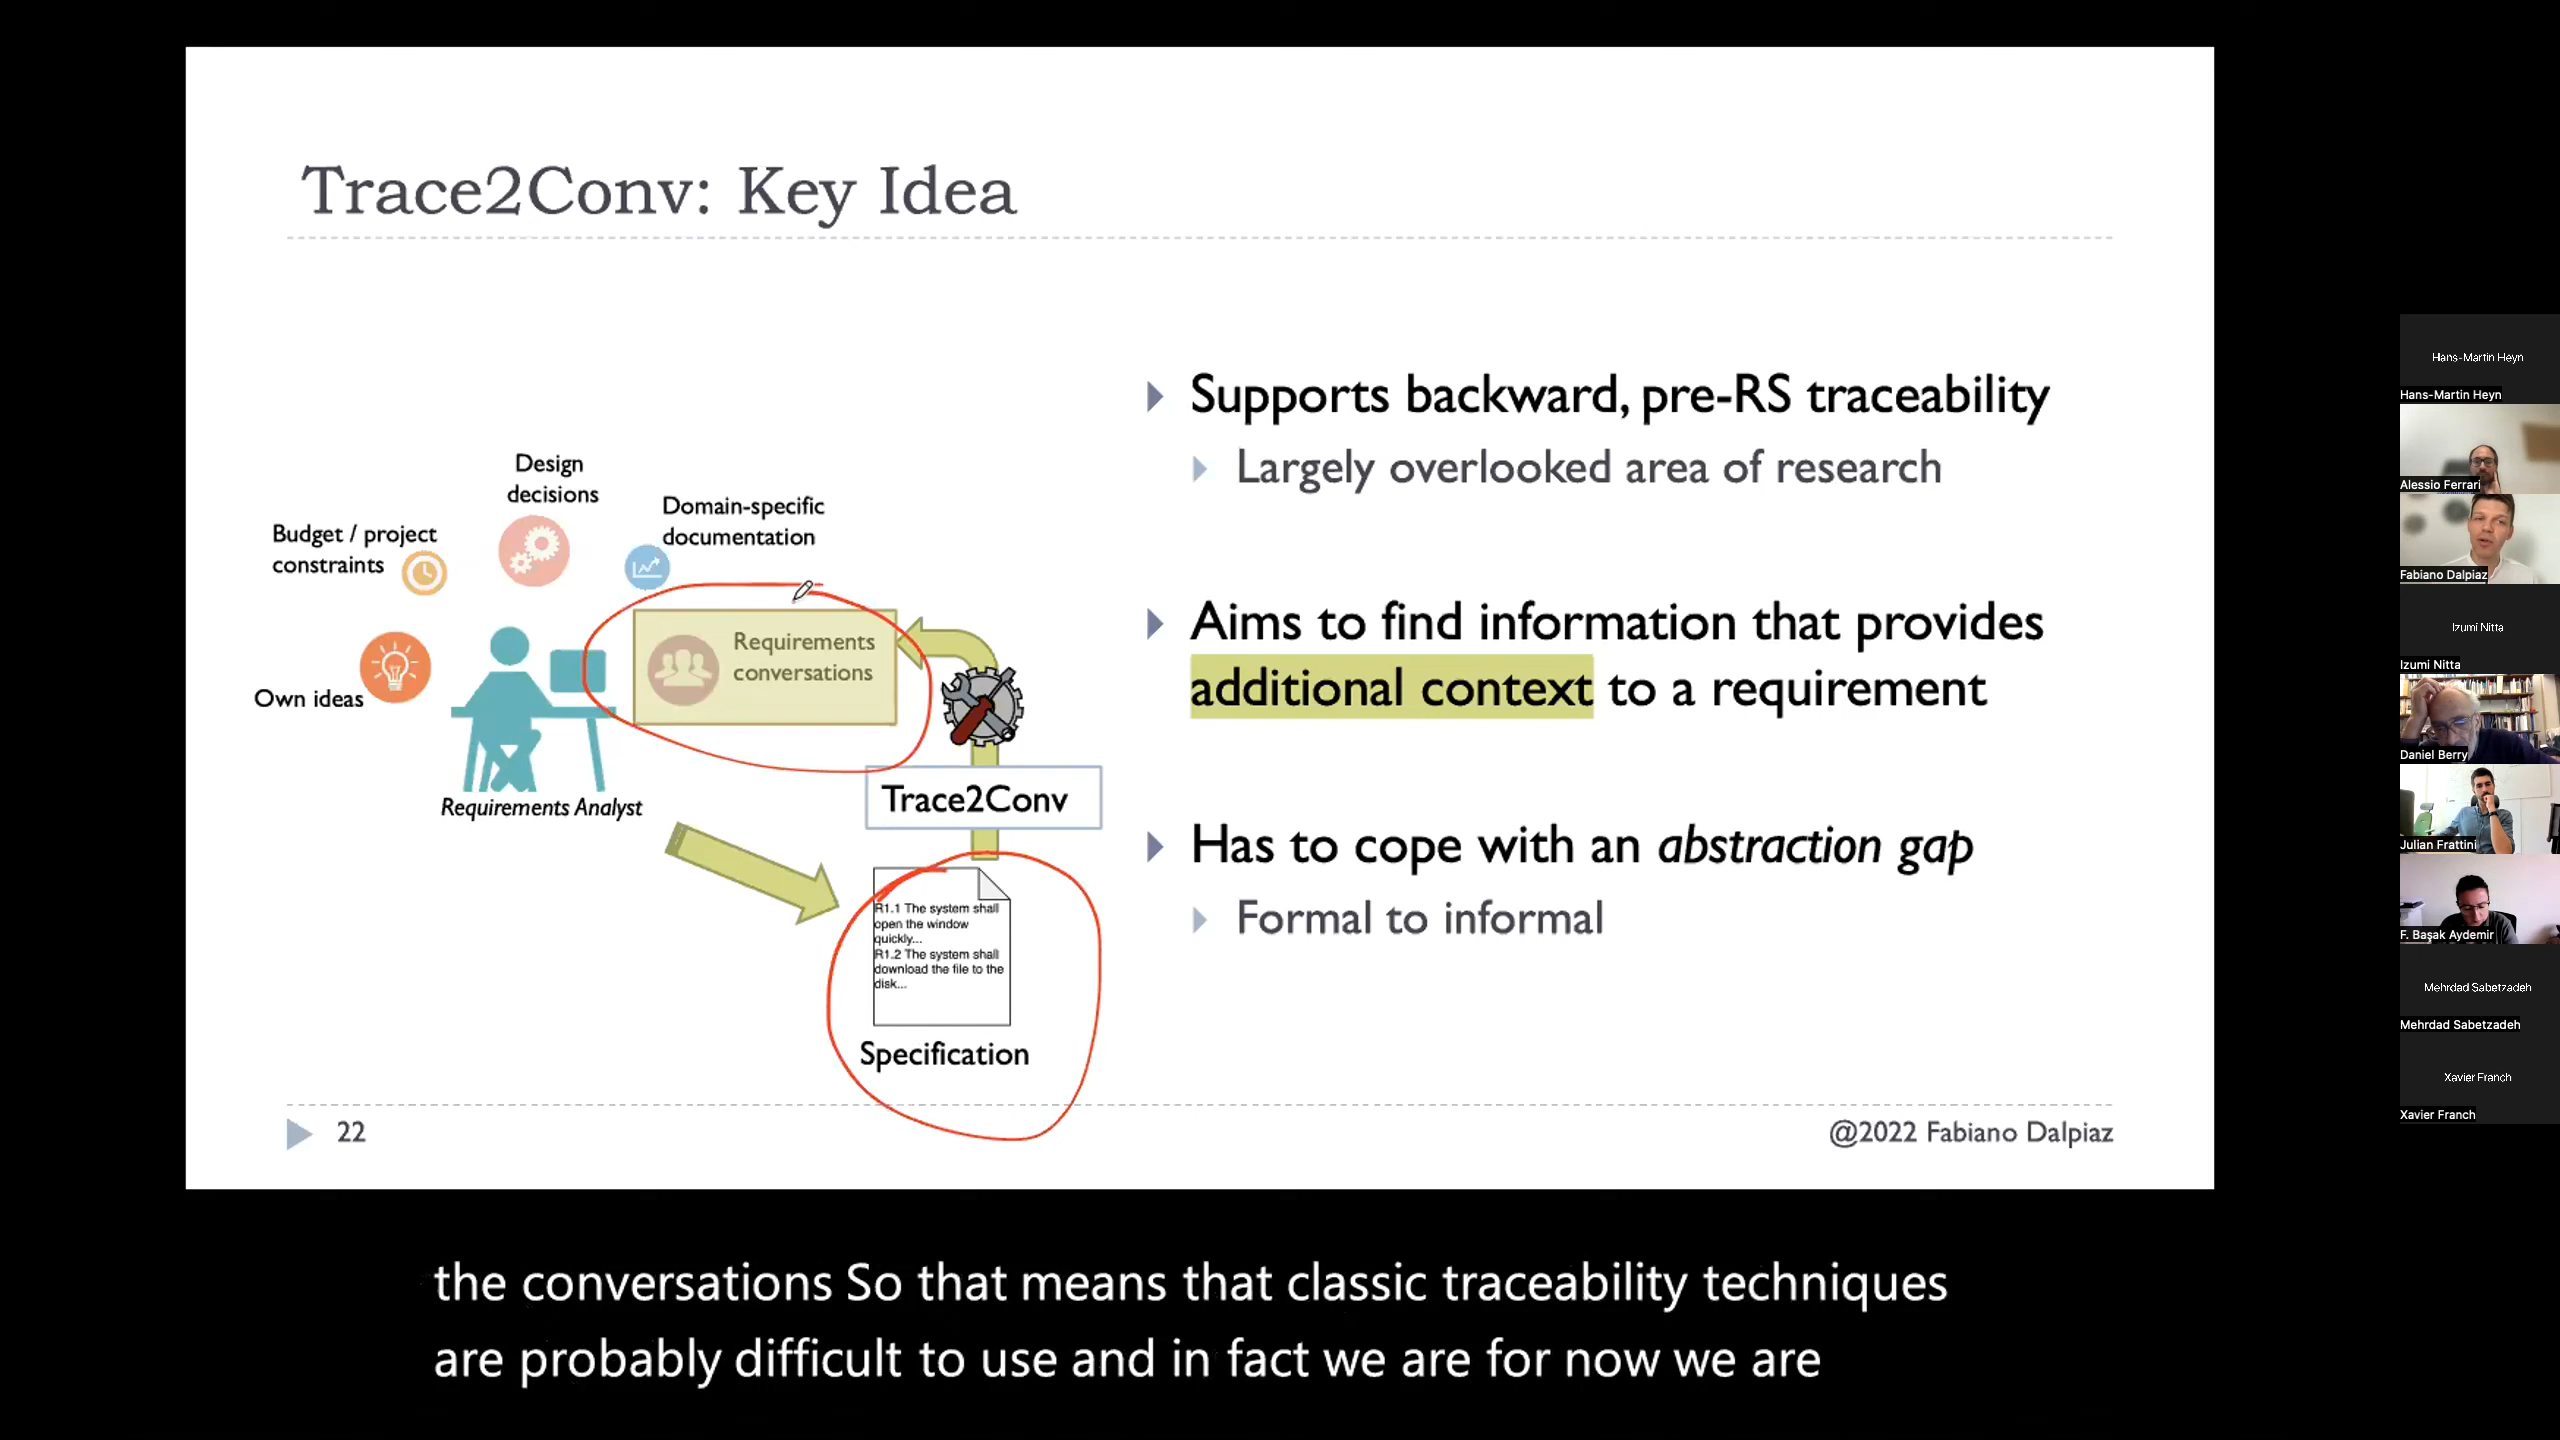 Trace2Conv: Key Idea
Design
decisions
Domain-specific
documentation
Budget / project
constraints
Own ideas
Requirements
conversations
Requirements Analyst
Trace2Conv
R1.1 The system shall
open the window
quickly...
R1.2 The system shall
download the file to the
disk...
Specification
Supports backward, pre-RS traceability
Largely overlooked area of research
Aims to find information that provides
additional context to a requirement
Has to cope with an abstraction gap
Formal to informal
22
@2022 Fabiano Dalpiaz
Hans-Martin Heyn
Hans-Martin Heyn
Alessio Ferrari
Fabiano Dalpiaz
Izumi Nitta
Izumi Nitta
Daniel Berry
Julian Frattini
F. Başak Aydemir
Mehrdad Sabetzadeh
Mehrdad Sabetzadeh
Xavier Franch
Xavier Franch
the conversations So that means that classic traceability techniques
are probably difficult to use and in fact we are for now we are